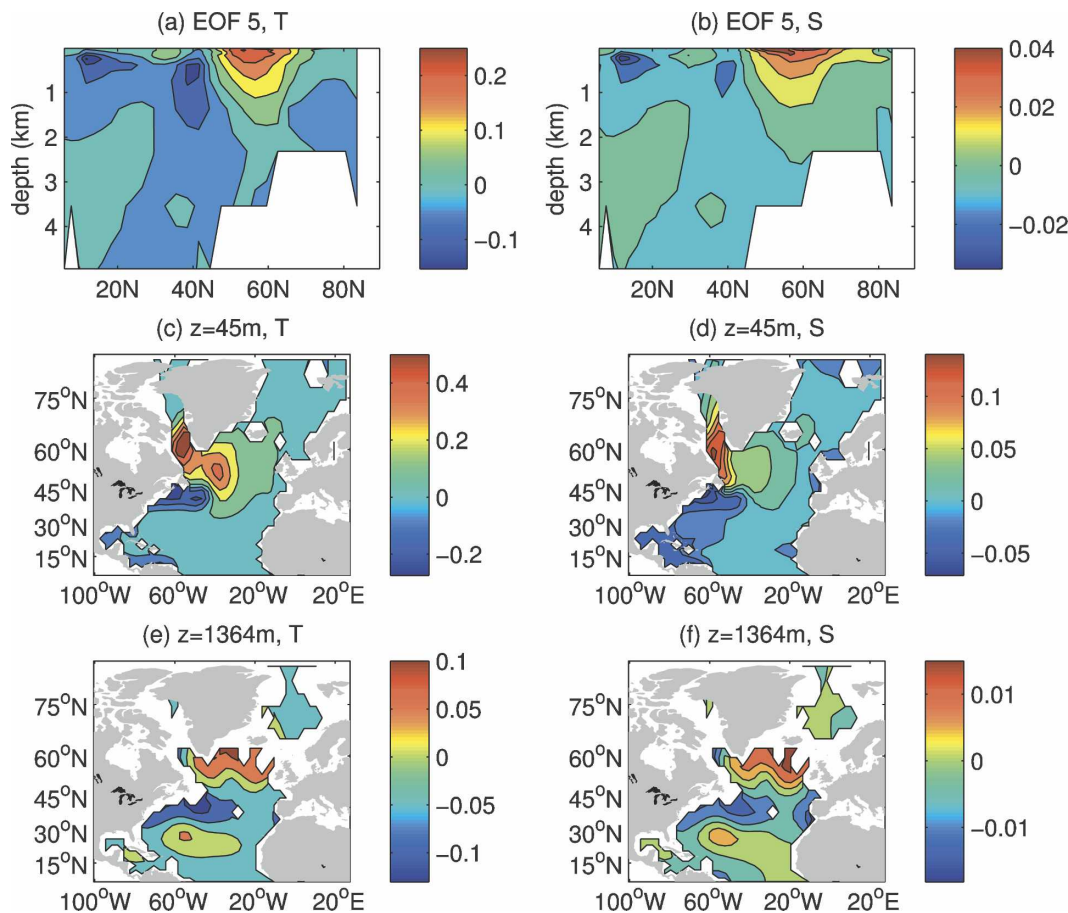 (a) EOF 5, T
(b) EOF 5, S
depth (km)
1
2
3
4
20N 40N 60N 80N
0.2
0.1
0
−0.1
depth (km)
1
2
3
4
20N 40N 60N 80N
0.04
0.02
0
−0.02
(c) z=45m, T
(d) z=45m, S
75°N
60°N
45°N
30°N
15°N
100°W 60°W 20°W 20°E
0.4
0.2
0
−0.2
75°N
60°N
45°N
30°N
15°N
100°W 60°W 20°W 20°E
0.1
0.05
0
−0.05
(e) z=1364m, T
(f) z=1364m, S
75°N
60°N
45°N
30°N
15°N
100°W 60°W 20°W 20°E
0.1
0.05
0
−0.05
−0.1
75°N
60°N
45°N
30°N
15°N
100°W 60°W 20°W 20°E
0.01
0
−0.01